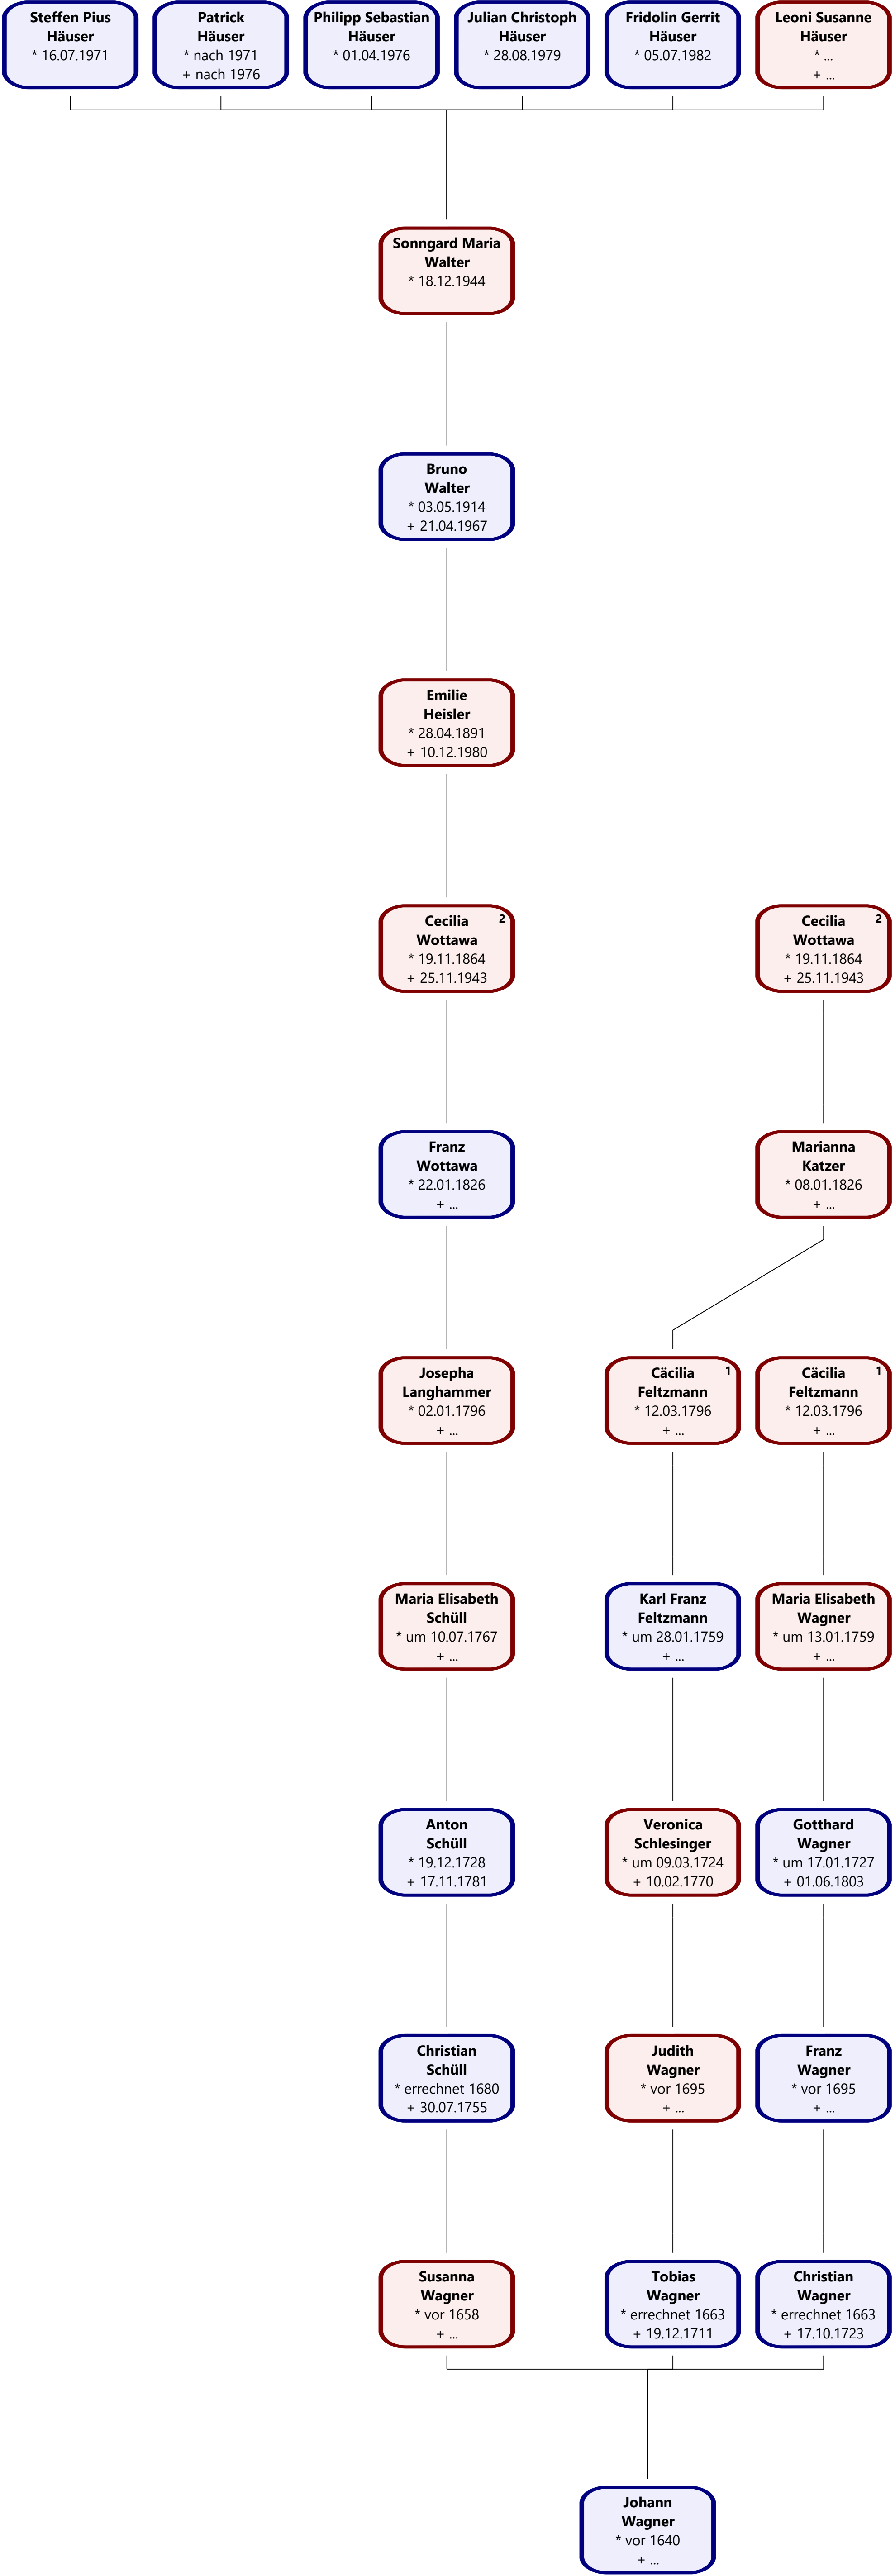 Steffen Pius
Häuser
* 16.07.1971
Patrick
Häuser
* nach 1971
+ nach 1976
Philipp Sebastian
Häuser
* 01.04.1976
Julian Christoph
Häuser
* 28.08.1979
Fridolin Gerrit
Häuser
* 05.07.1982
Leoni Susanne
Häuser
* ...
+ ...
Sonngard Maria
Walter
* 18.12.1944
Bruno
Walter
* 03.05.1914
+ 21.04.1967
Emilie
Heisler
* 28.04.1891
+ 10.12.1980
Cecilia 2
Wottawa
* 19.11.1864
+ 25.11.1943
Cecilia 2
Wottawa
* 19.11.1864
+ 25.11.1943
Franz
Wottawa
* 22.01.1826
+ ...
Marianna
Katzer
* 08.01.1826
+ ...
Josepha
Langhammer
* 02.01.1796
+ ...
Cäcilia 1
Feltzmann
* 12.03.1796
+ ...
Cäcilia 1
Feltzmann
* 12.03.1796
+ ...
Maria Elisabeth
Schüll
* um 10.07.1767
+ ...
Karl Franz
Feltzmann
* um 28.01.1759
+ ...
Maria Elisabeth
Wagner
* um 13.01.1759
+ ...
Anton
Schüll
* 19.12.1728
+ 17.11.1781
Veronica
Schlesinger
* um 09.03.1724
+ 10.02.1770
Gotthard
Wagner
* um 17.01.1727
+ 01.06.1803
Christian
Schüll
* errechnet 1680
+ 30.07.1755
Judith
Wagner
* vor 1695
+ ...
Franz
Wagner
* vor 1695
+ ...
Susanna
Wagner
* vor 1658
+ ...
Tobias
Wagner
* errechnet 1663
+ 19.12.1711
Christian
Wagner
* errechnet 1663
+ 17.10.1723
Johann
Wagner
* vor 1640
+ ...